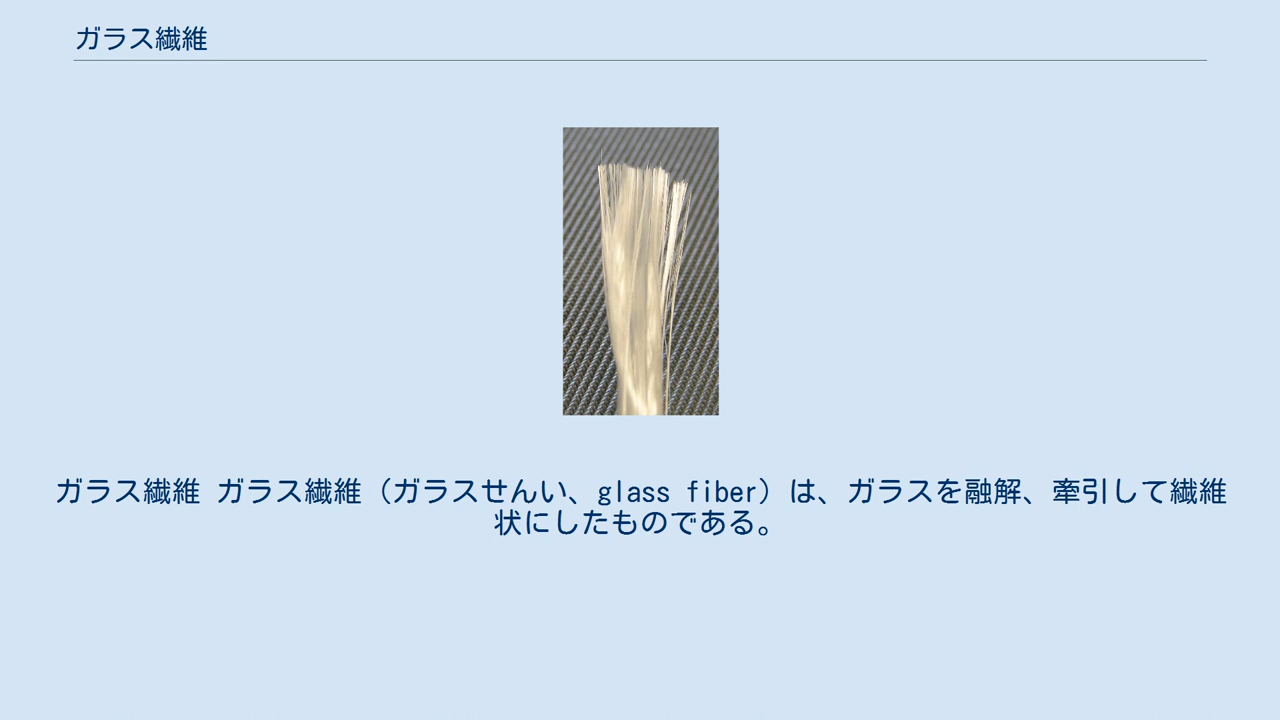 ガラス繊維
ガラス繊維 ガラス繊維（ガラスせんい、glass fiber）は、ガラスを融解、牽引して繊維
状にしたものである。